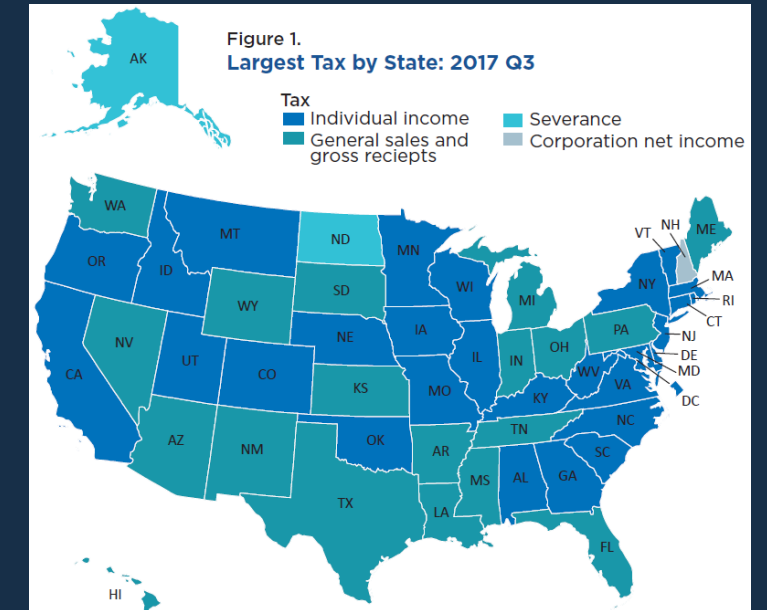 Figure 1.
Largest Tax by State: 2017 Q3
Tax
Individual income
General sales and
gross reciepts
Severance
Corporation net income
AK
WA
MT
ND
MN
OR
ID
WY
SD
WI
MI
NV
UT
CO
NE
IA
IL
IN
OH
PA
NY
VT
NH
ME
MA
RI
CT
NJ
DE
MD
DC
CA
AZ
NM
KS
MO
KY
WV
VA
OK
AR
TN
NC
SC
TX
LA
MS
AL
GA
FL
HI